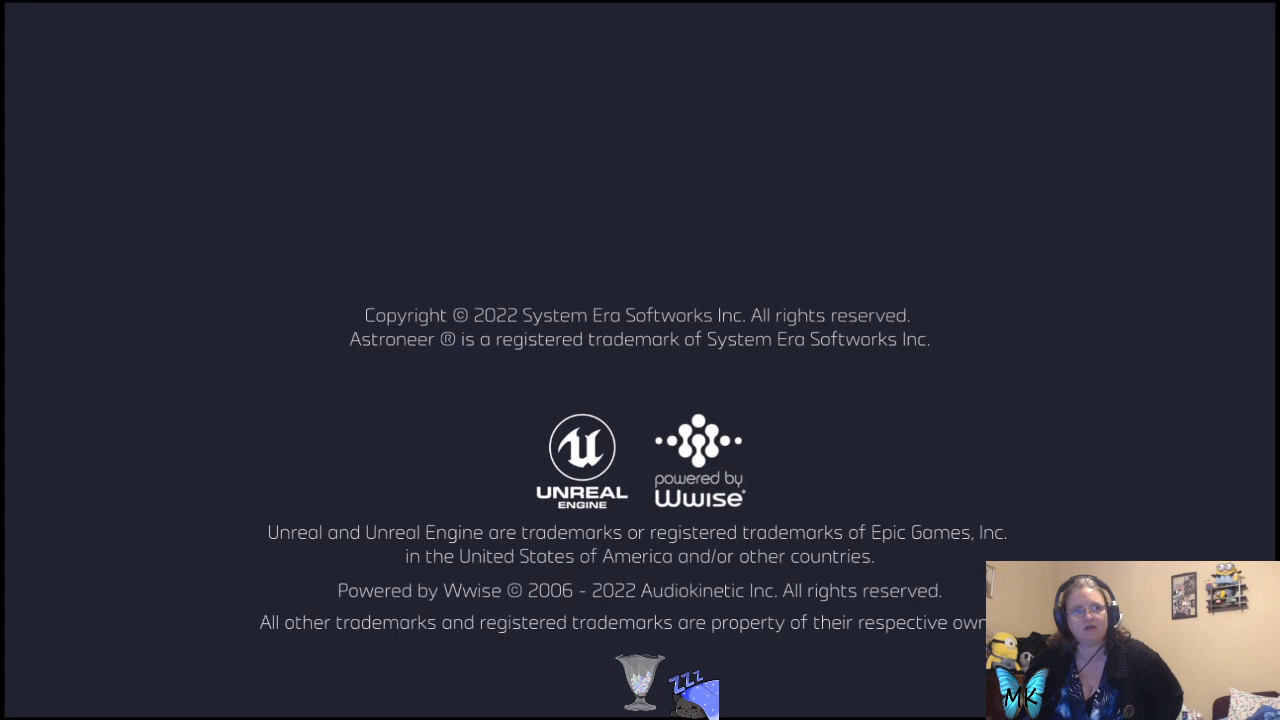 Copyright © 2022 System Era Softworks Inc. All rights reserved.
Astroneer ® is a registered trademark of System Era Softworks Inc.
UNREAL
ENGINE
powered by
Wwise®
Unreal and Unreal Engine are trademarks or registered trademarks of Epic Games, Inc.
in the United States of America and/or other countries.
Powered by Wwise © 2006 - 2022 Audiokinetic Inc. All rights reserved.
All other trademarks and registered trademarks are property of their respective own
ZZZ
MK